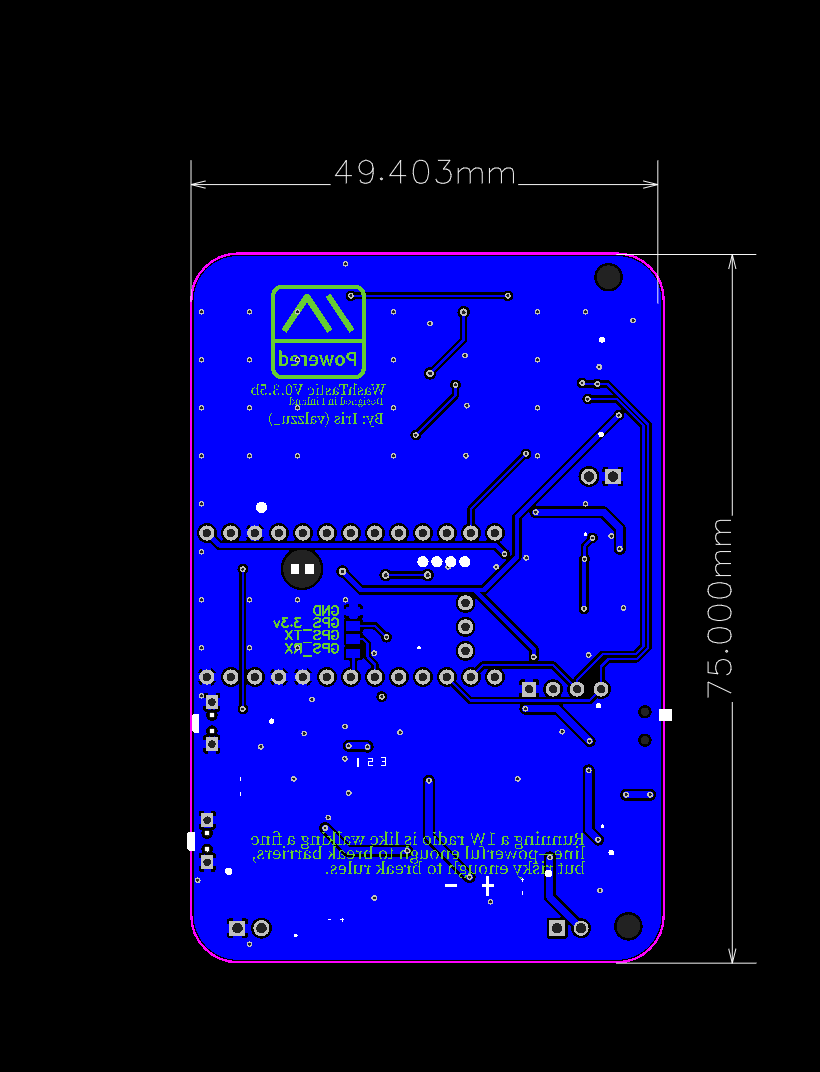 49.403mm
75.000mm
Powered
WashTastic V0.3.5b
Designed in Finland
By: Iris (valzzu_)
GND
GPS_3.3v
GPS_TX
GPS_RX
E S 1
Running a 1W radio is like walking a fine
line—powerful enough to break barriers,
but risky enough to break rules.
- +